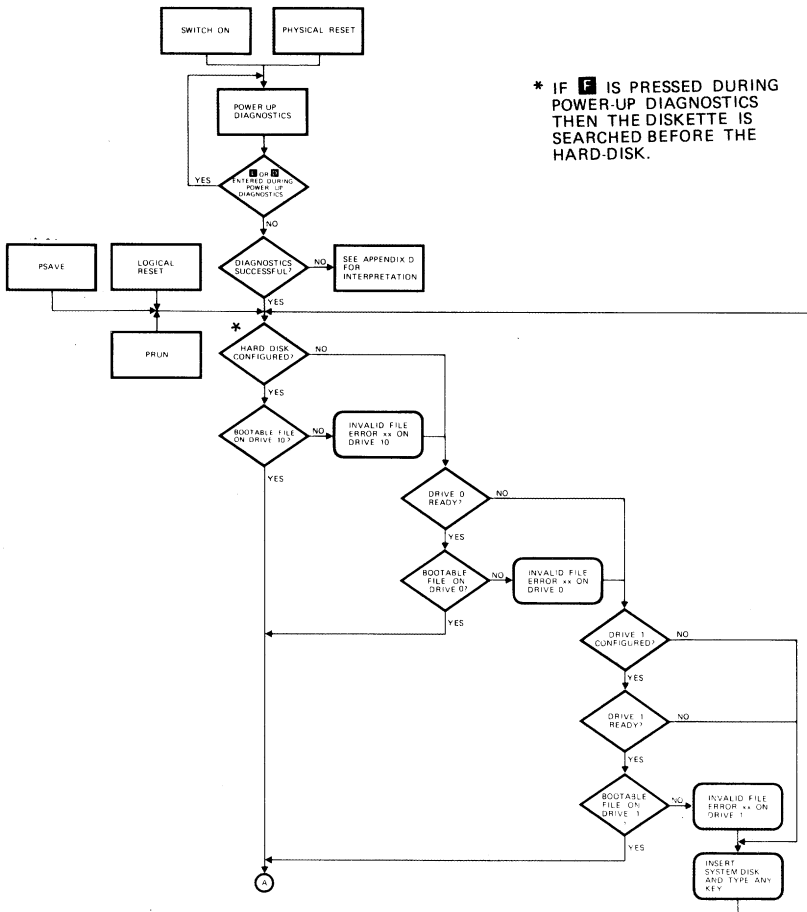 SWITCH ON
PHYSICAL RESET
* IF F IS PRESSED DURING
POWER-UP DIAGNOSTICS
THEN THE DISKETTE IS
SEARCHED BEFORE THE
HARD-DISK.
POWER UP
DIAGNOSTICS
OR
ENTERED DURING
POWER UP
DIAGNOSTICS
YES
NO
PSAVE
LOGICAL
RESET
DIAGNOSTICS
SUCCESSFUL?
NO
SEE APPENDIX D
FOR
INTERPRETATION
YES
PRUN
*
HARD DISK
CONFIGURED?
NO
YES
BOOTABLE FILE
ON DRIVE 10?
NO
INVALID FILE
ERROR xx ON
DRIVE 10
YES
DRIVE 0
READY?
NO
YES
BOOTABLE
FILE ON
DRIVE 0?
NO
INVALID FILE
ERROR xx ON
DRIVE 0
YES
DRIVE 1
CONFIGURED?
NO
YES
DRIVE 1
READY?
NO
YES
BOOTABLE
FILE ON
DRIVE 1
NO
INVALID FILE
ERROR xx ON
DRIVE 1
YES
INSERT
SYSTEM DISK
AND TYPE ANY
KEY
A